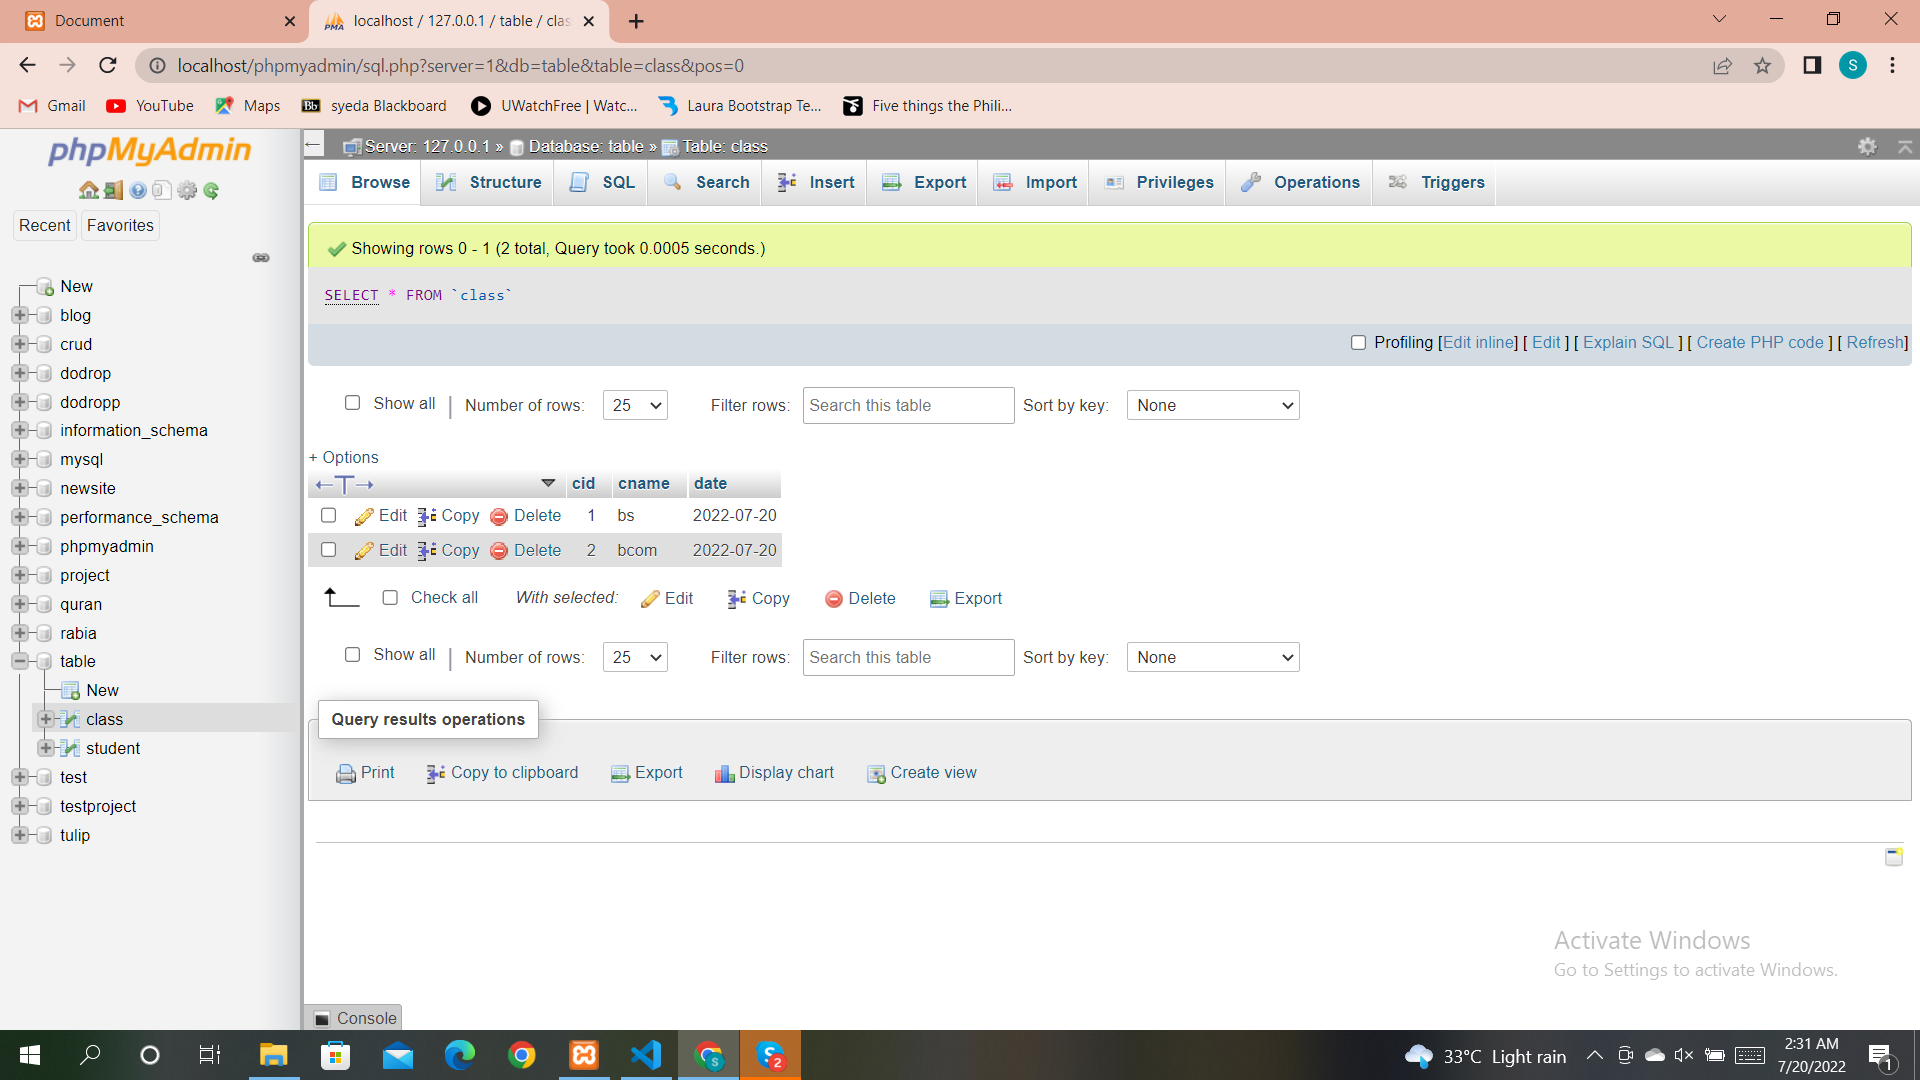 Document
localhost / 127.0.0.1 / table / clas
localhost/phpmyadmin/sql.php?server=1&db=table&table=class&pos=0
S
Gmail YouTube Maps syeda Blackboard UWatchFree | Watc... Laura Bootstrap Te... Five things the Phili...
phpMyAdmin
Recent Favorites
New
blog
crud
dodrop
dodropp
information_schema
mysql
newsite
performance_schema
phpmyadmin
project
quran
rabia
table
New
class
student
test
testproject
tulip
Server: 127.0.0.1 » Database: table » Table: class
Browse Structure SQL Search Insert Export Import Privileges Operations Triggers
Showing rows 0 - 1 (2 total, Query took 0.0005 seconds.)
SELECT * FROM `class`
Profiling [Edit inline] [ Edit ] [ Explain SQL ] [ Create PHP code ] [ Refresh]
Show all | Number of rows: 25 Filter rows: Search this table Sort by key: None
+ Options
←T→ cid cname date
Edit Copy Delete 1 bs 2022-07-20
Edit Copy Delete 2 bcom 2022-07-20
Check all With selected: Edit Copy Delete Export
Show all | Number of rows: 25 Filter rows: Search this table Sort by key: None
Query results operations
Print Copy to clipboard Export Display chart Create view
Activate Windows
Go to Settings to activate Windows.
Console
33°C Light rain
2:31 AM
7/20/2022
1
S
2